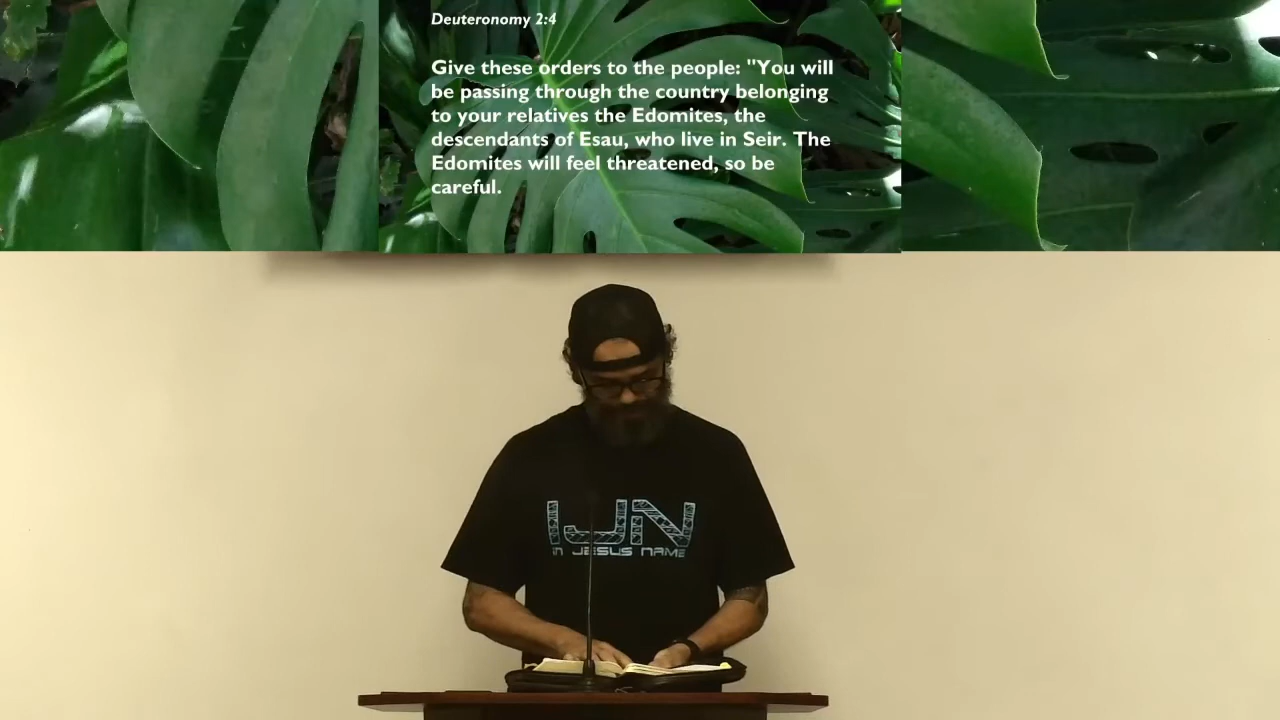 Deuteronomy 2:4
Give these orders to the people: "You will
be passing through the country belonging
to your relatives the Edomites, the
descendants of Esau, who live in Seir. The
Edomites will feel threatened, so be
careful.
IJN
IN JESUS NAME